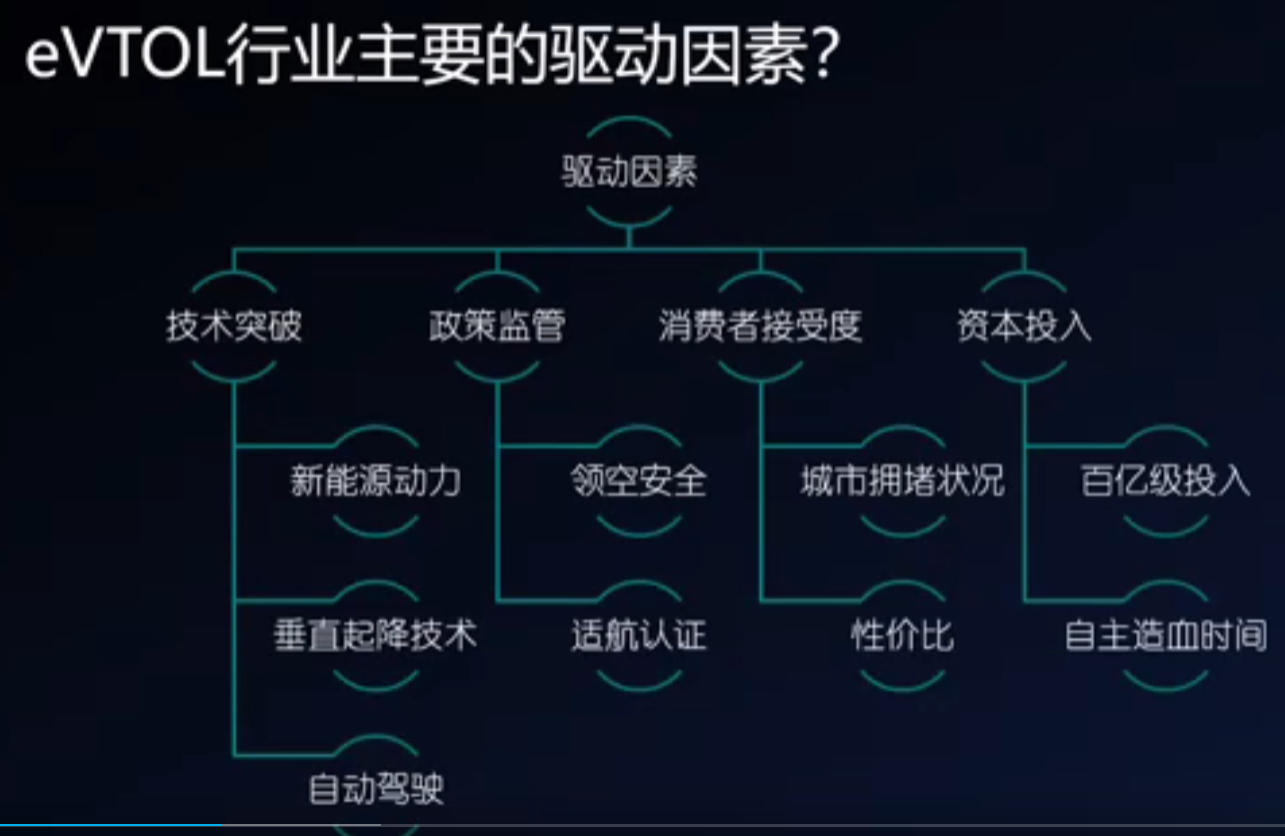 eVTOL行业主要的驱动因素?
驱动因素
技术突破 政策监管 消费者接受度 资本投入
新能源动力 领空安全 城市拥堵状况 百亿级投入
垂直起降技术 适航认证 性价比 自主造血时间
自动驾驶